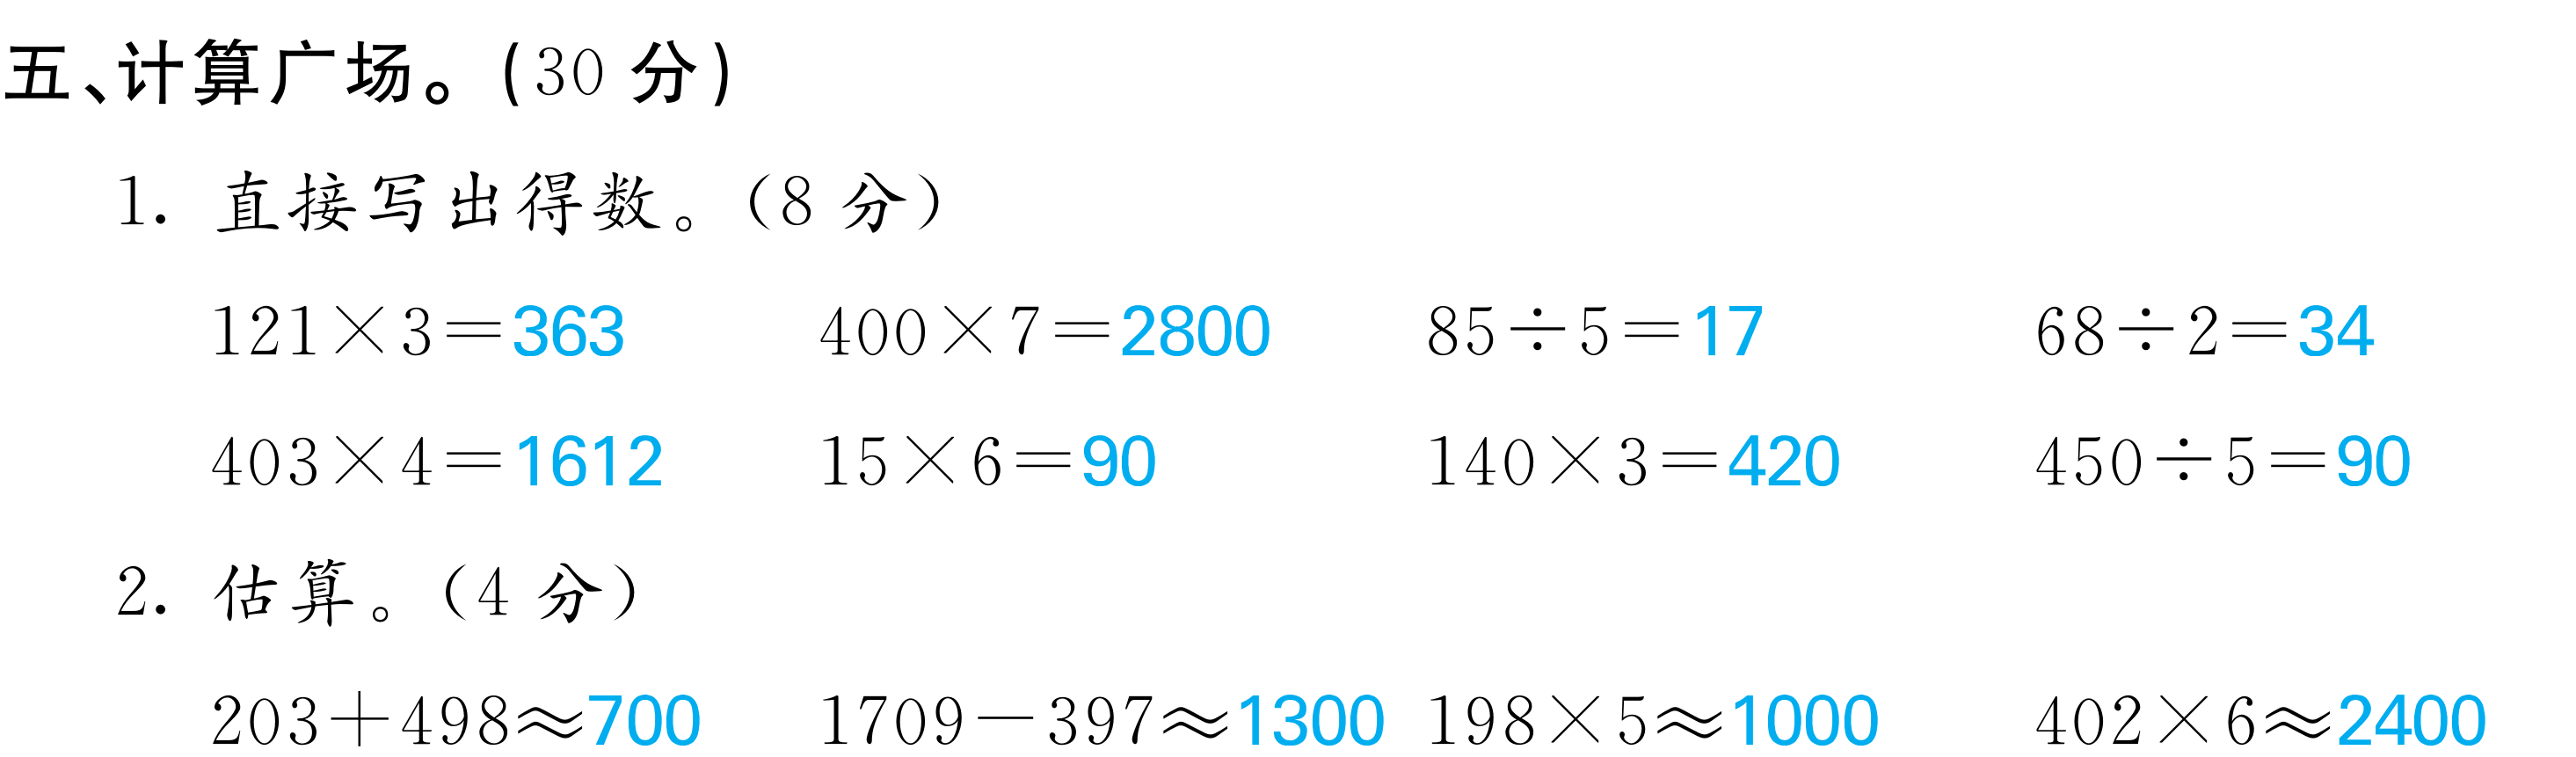 五、计算广场。(30 分)
1. 直接写出得数。(8 分)
121×3=363 400×7=2800 85÷5=17 68÷2=34
403×4=1612 15×6=90 140×3=420 450÷5=90
2. 估算。(4 分)
203+498≈700 1709-397≈1300 198×5≈1000 402×6≈2400